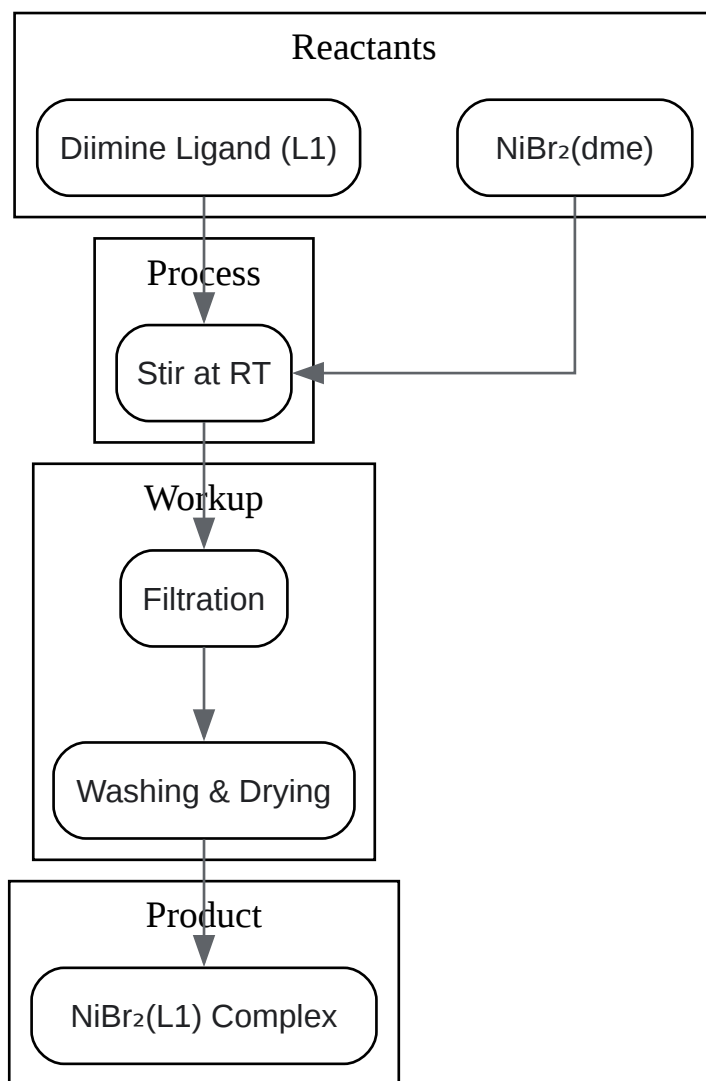 Reactants
Diimine Ligand (L1)
NiBr₂(dme)
Process
Stir at RT
Workup
Filtration
Washing & Drying
Product
NiBr₂(L1) Complex